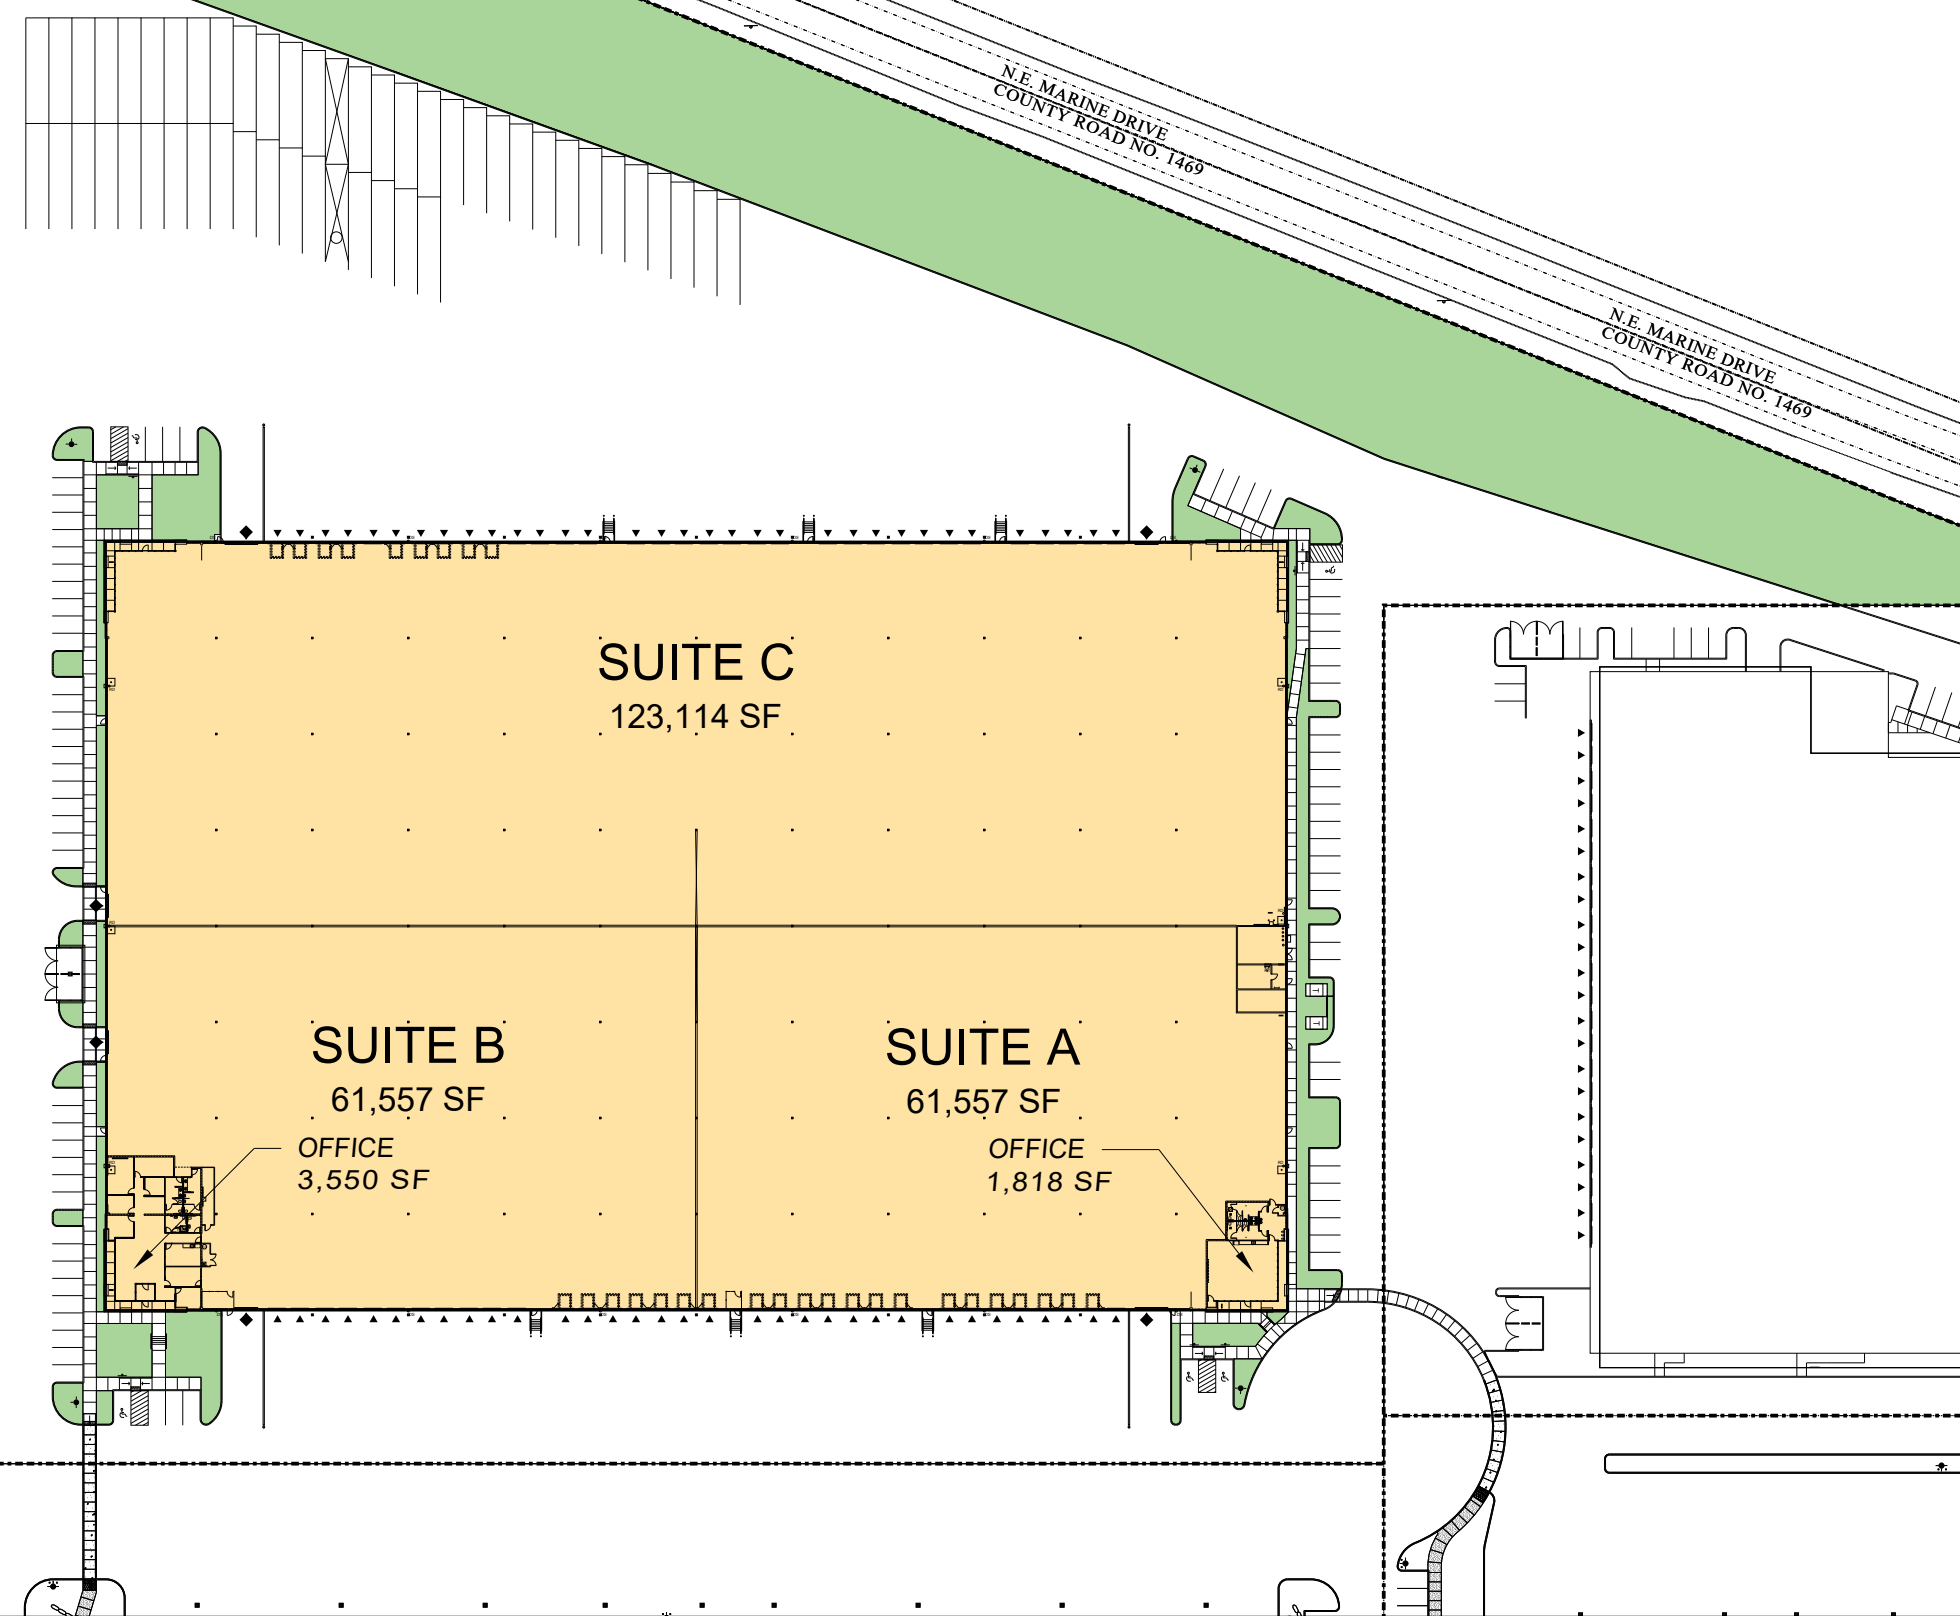 N.E. MARINE DRIVE
COUNTY ROAD NO. 1469
N.E. MARINE DRIVE
COUNTY ROAD NO. 1469
SUITE C
123,114 SF
SUITE B
61,557 SF
OFFICE
3,550 SF
SUITE A
61,557 SF
OFFICE
1,818 SF